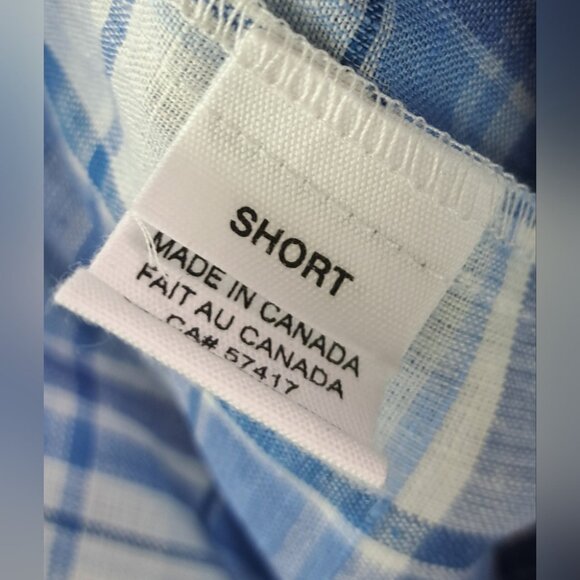 SHORT
MADE IN CANADA
FAIT AU CANADA
CA# 57417